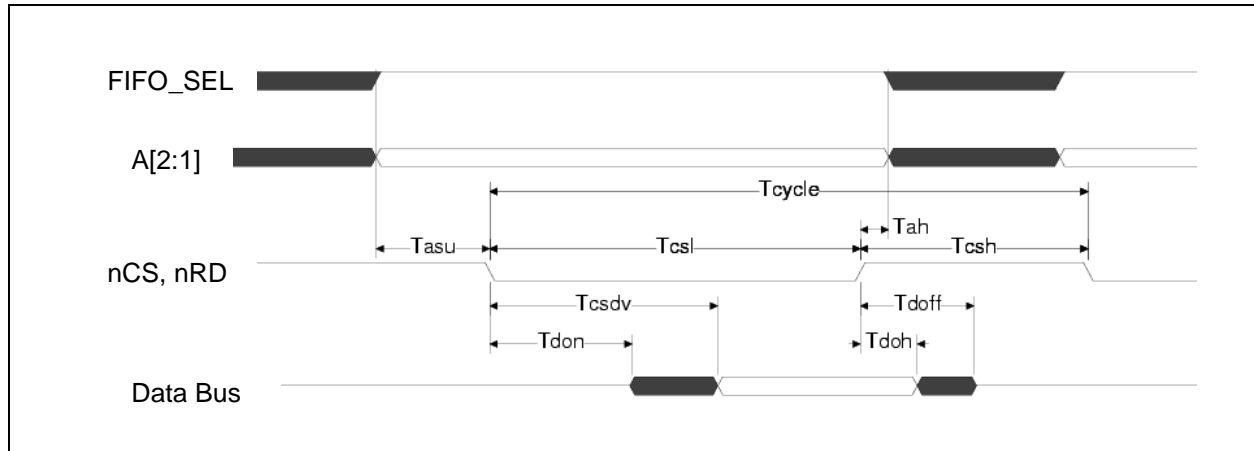 FIFO_SEL
A[2:1]
Tcycle
Tah
Tasu
Tcsl
Tcsh
nCS, nRD
Tcsdv
Tdoff
Tdon
Tdoh
Data Bus